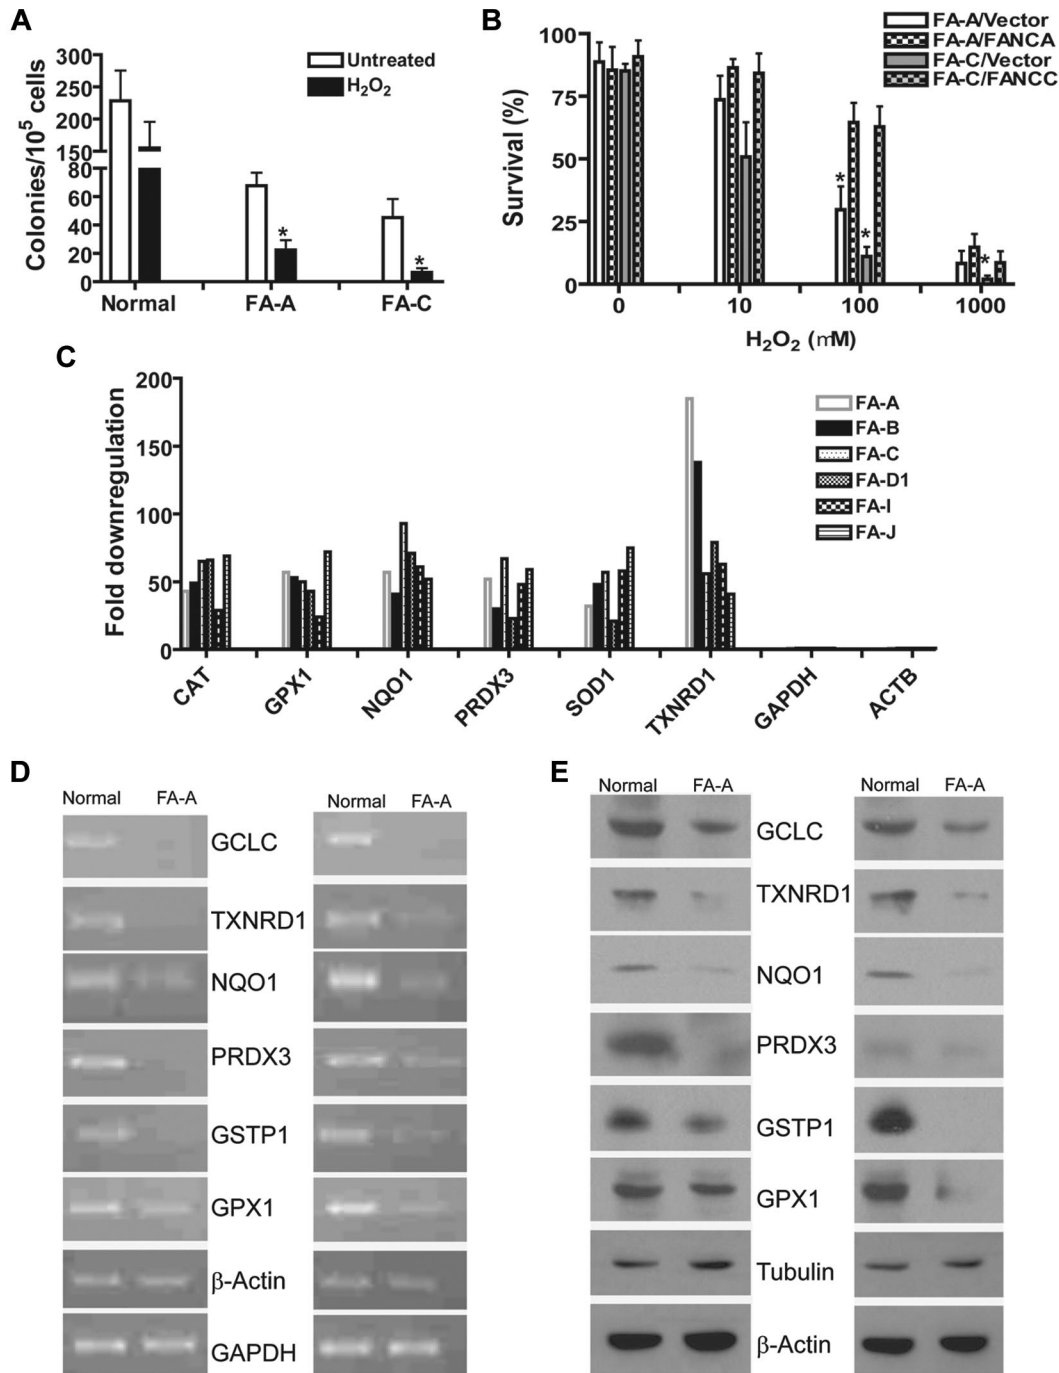 A
Colonies/10⁵ cells
300
250
200
150
80
60
40
20
0
Untreated
H₂O₂
*
*
Normal
FA-A
FA-C
B
Survival (%)
100
75
50
25
0
FA-A/Vector
FA-A/FANCA
FA-C/Vector
FA-C/FANCC
*
*
*
0
10
100
1000
H₂O₂ (mM)
C
Fold downregulation
200
150
100
50
0
FA-A
FA-B
FA-C
FA-D1
FA-I
FA-J
CAT
GPX1
NQO1
PRDX3
SOD1
TXNRD1
GAPDH
ACTB
D
Normal FA-A
Normal FA-A
GCLC
TXNRD1
NQO1
PRDX3
GSTP1
GPX1
β-Actin
GAPDH
E
Normal FA-A
Normal FA-A
GCLC
TXNRD1
NQO1
PRDX3
GSTP1
GPX1
Tubulin
β-Actin